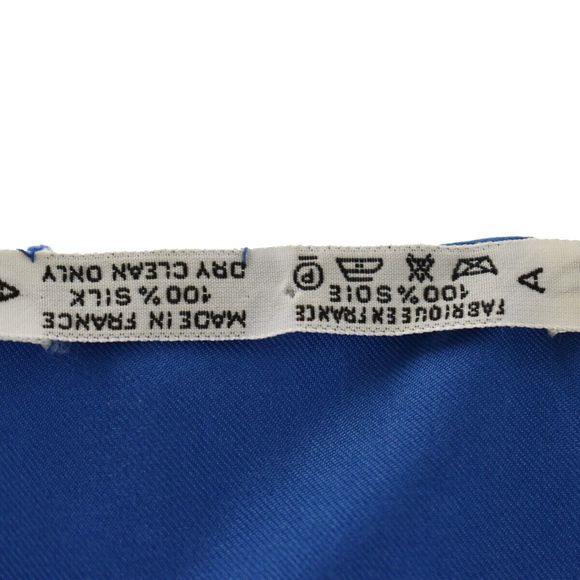 FABRIQUE EN FRANCE
100% SOIE
P
MADE IN FRANCE
100% SILK
DRY CLEAN ONLY
A
A